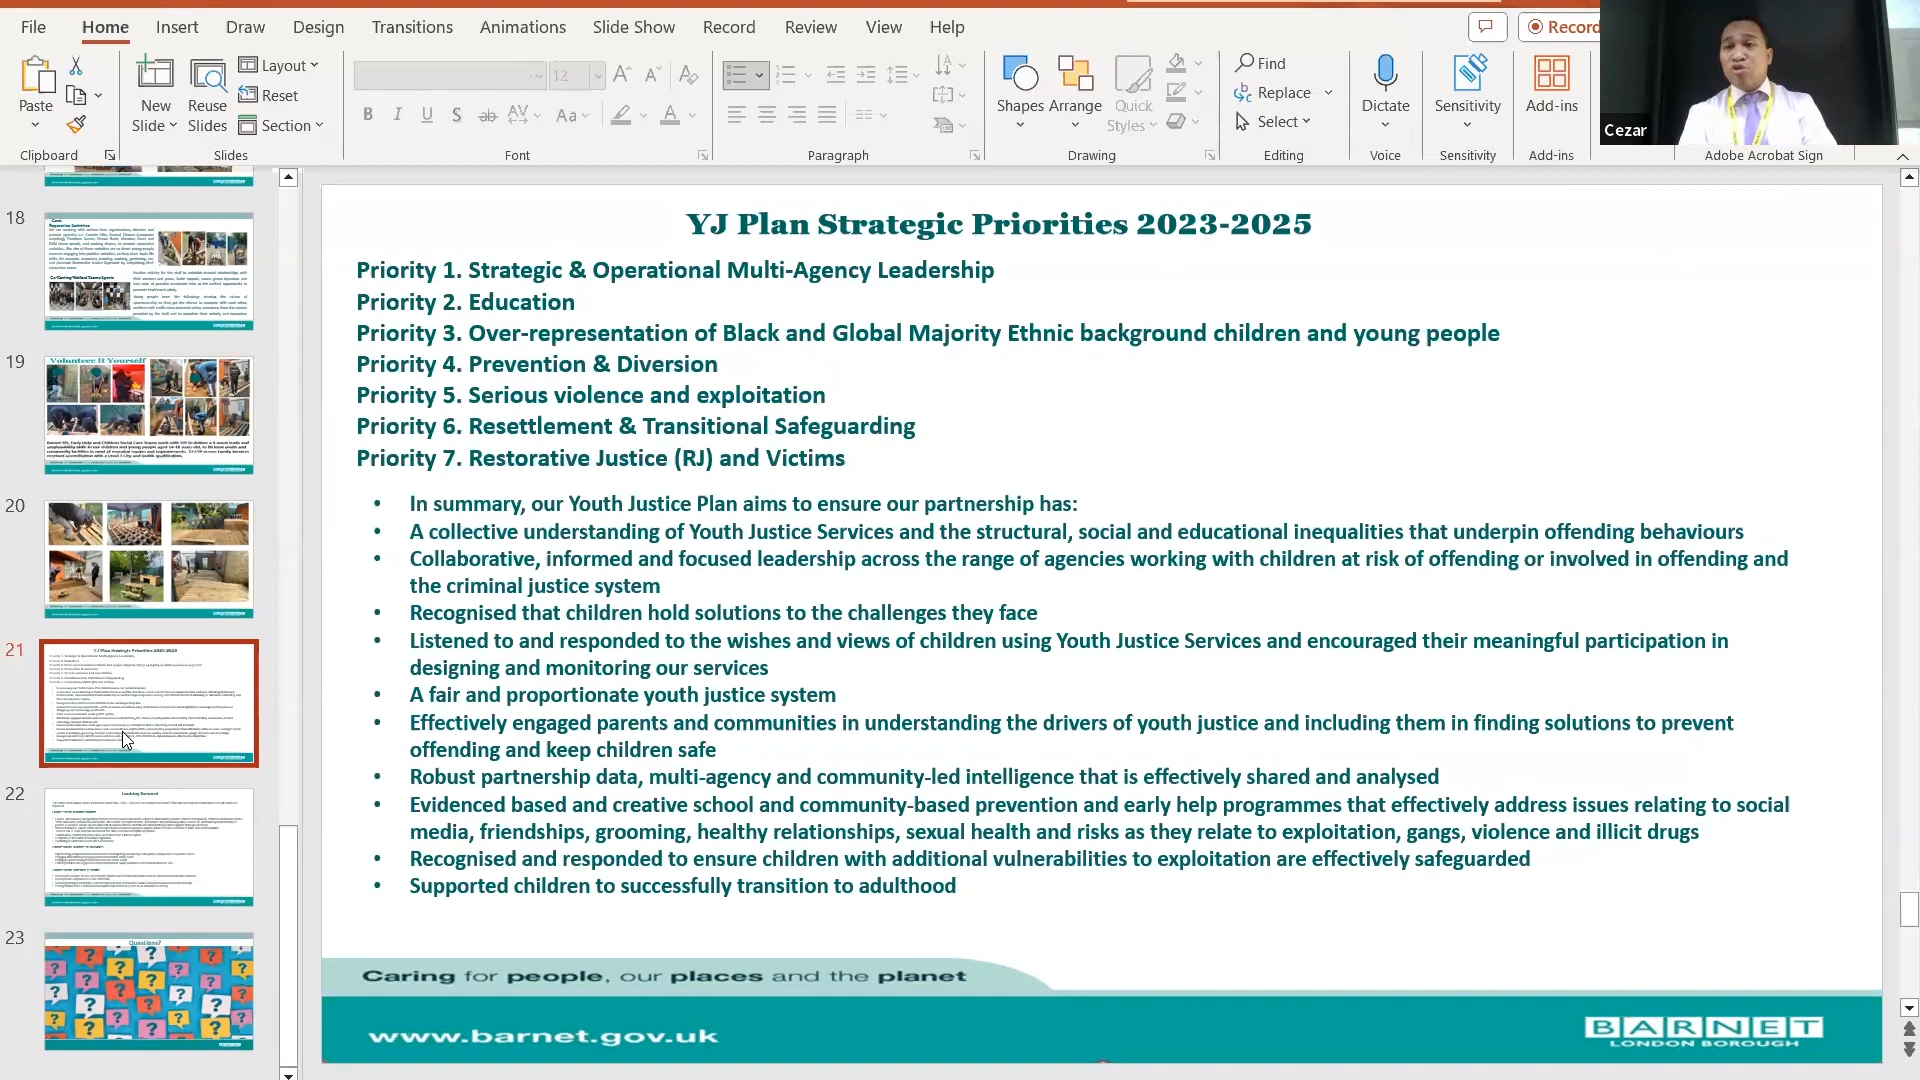 File Home Insert Draw Design Transitions Animations Slide Show Record Review View Help
Record
Paste
New
Slide
Reuse
Slides
Layout
Reset
Section
12
B I U S ab AV Aa A
Shapes Arrange Quick
Styles
Find
Replace
Select
Dictate Sensitivity Add-ins
Clipboard Slides Font Paragraph Drawing Editing Voice Sensitivity Add-ins Adobe Acrobat Sign
Cezar
18
19
Volunteer It Yourself
20
21
YJ Plan Strategic Priorities 2023-2025
22
Looking Forward
23
Questions?
YJ Plan Strategic Priorities 2023-2025
Priority 1. Strategic & Operational Multi-Agency Leadership
Priority 2. Education
Priority 3. Over-representation of Black and Global Majority Ethnic background children and young people
Priority 4. Prevention & Diversion
Priority 5. Serious violence and exploitation
Priority 6. Resettlement & Transitional Safeguarding
Priority 7. Restorative Justice (RJ) and Victims
• In summary, our Youth Justice Plan aims to ensure our partnership has:
• A collective understanding of Youth Justice Services and the structural, social and educational inequalities that underpin offending behaviours
• Collaborative, informed and focused leadership across the range of agencies working with children at risk of offending or involved in offending and
the criminal justice system
• Recognised that children hold solutions to the challenges they face
• Listened to and responded to the wishes and views of children using Youth Justice Services and encouraged their meaningful participation in
designing and monitoring our services
• A fair and proportionate youth justice system
• Effectively engaged parents and communities in understanding the drivers of youth justice and including them in finding solutions to prevent
offending and keep children safe
• Robust partnership data, multi-agency and community-led intelligence that is effectively shared and analysed
• Evidenced based and creative school and community-based prevention and early help programmes that effectively address issues relating to social
media, friendships, grooming, healthy relationships, sexual health and risks as they relate to exploitation, gangs, violence and illicit drugs
• Recognised and responded to ensure children with additional vulnerabilities to exploitation are effectively safeguarded
• Supported children to successfully transition to adulthood
Caring for people, our places and the planet
www.barnet.gov.uk
BARNET
LONDON BOROUGH